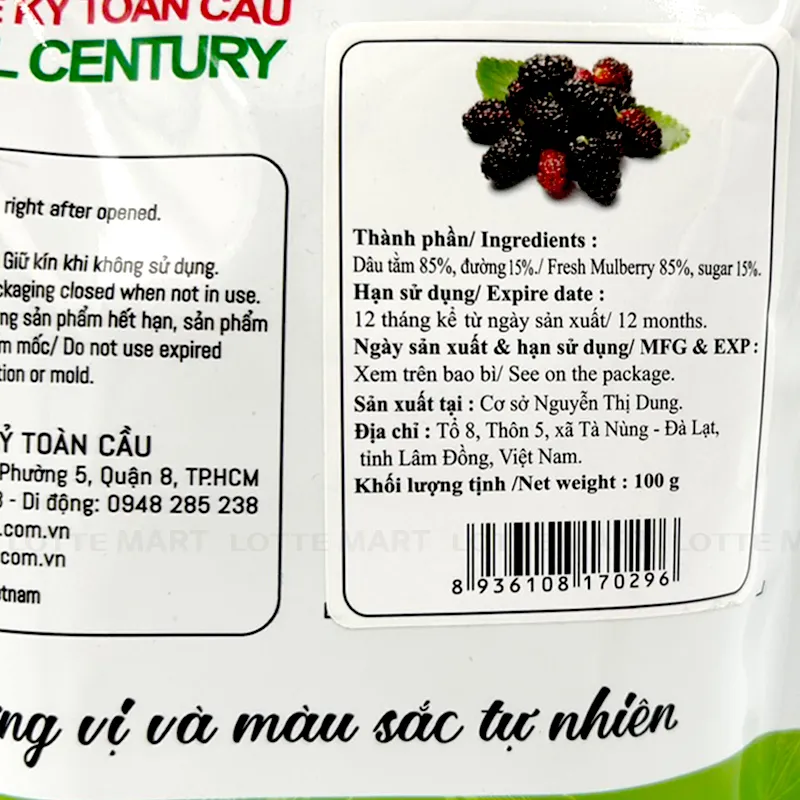 KỶ TOÀN CẦU
L CENTURY
right after opened.
Giữ kín khi không sử dụng.
ckaging closed when not in use.
ng sản phẩm hết hạn, sản phẩm
m mốc/ Do not use expired
tion or mold.
Ỷ TOÀN CẦU
Phường 5, Quận 8, TP.HCM
8 - Di động: 0948 285 238
.com.vn
com.vn
etnam
Thành phần/ Ingredients :
Dâu tằm 85%, đường 15%./ Fresh Mulberry 85%, sugar 15%.
Hạn sử dụng/ Expire date :
12 tháng kể từ ngày sản xuất/ 12 months.
Ngày sản xuất & hạn sử dụng/ MFG & EXP :
Xem trên bao bì/ See on the package.
Sản xuất tại : Cơ sở Nguyễn Thị Dung.
Địa chỉ : Tổ 8, Thôn 5, xã Tà Nùng - Đà Lạt,
tỉnh Lâm Đồng, Việt Nam.
Khối lượng tịnh /Net weight : 100 g
8 936108 170296
LOTTE MART LOTTE MART LOTTE MART LOTTE
ng vị và màu sắc tự nhiên